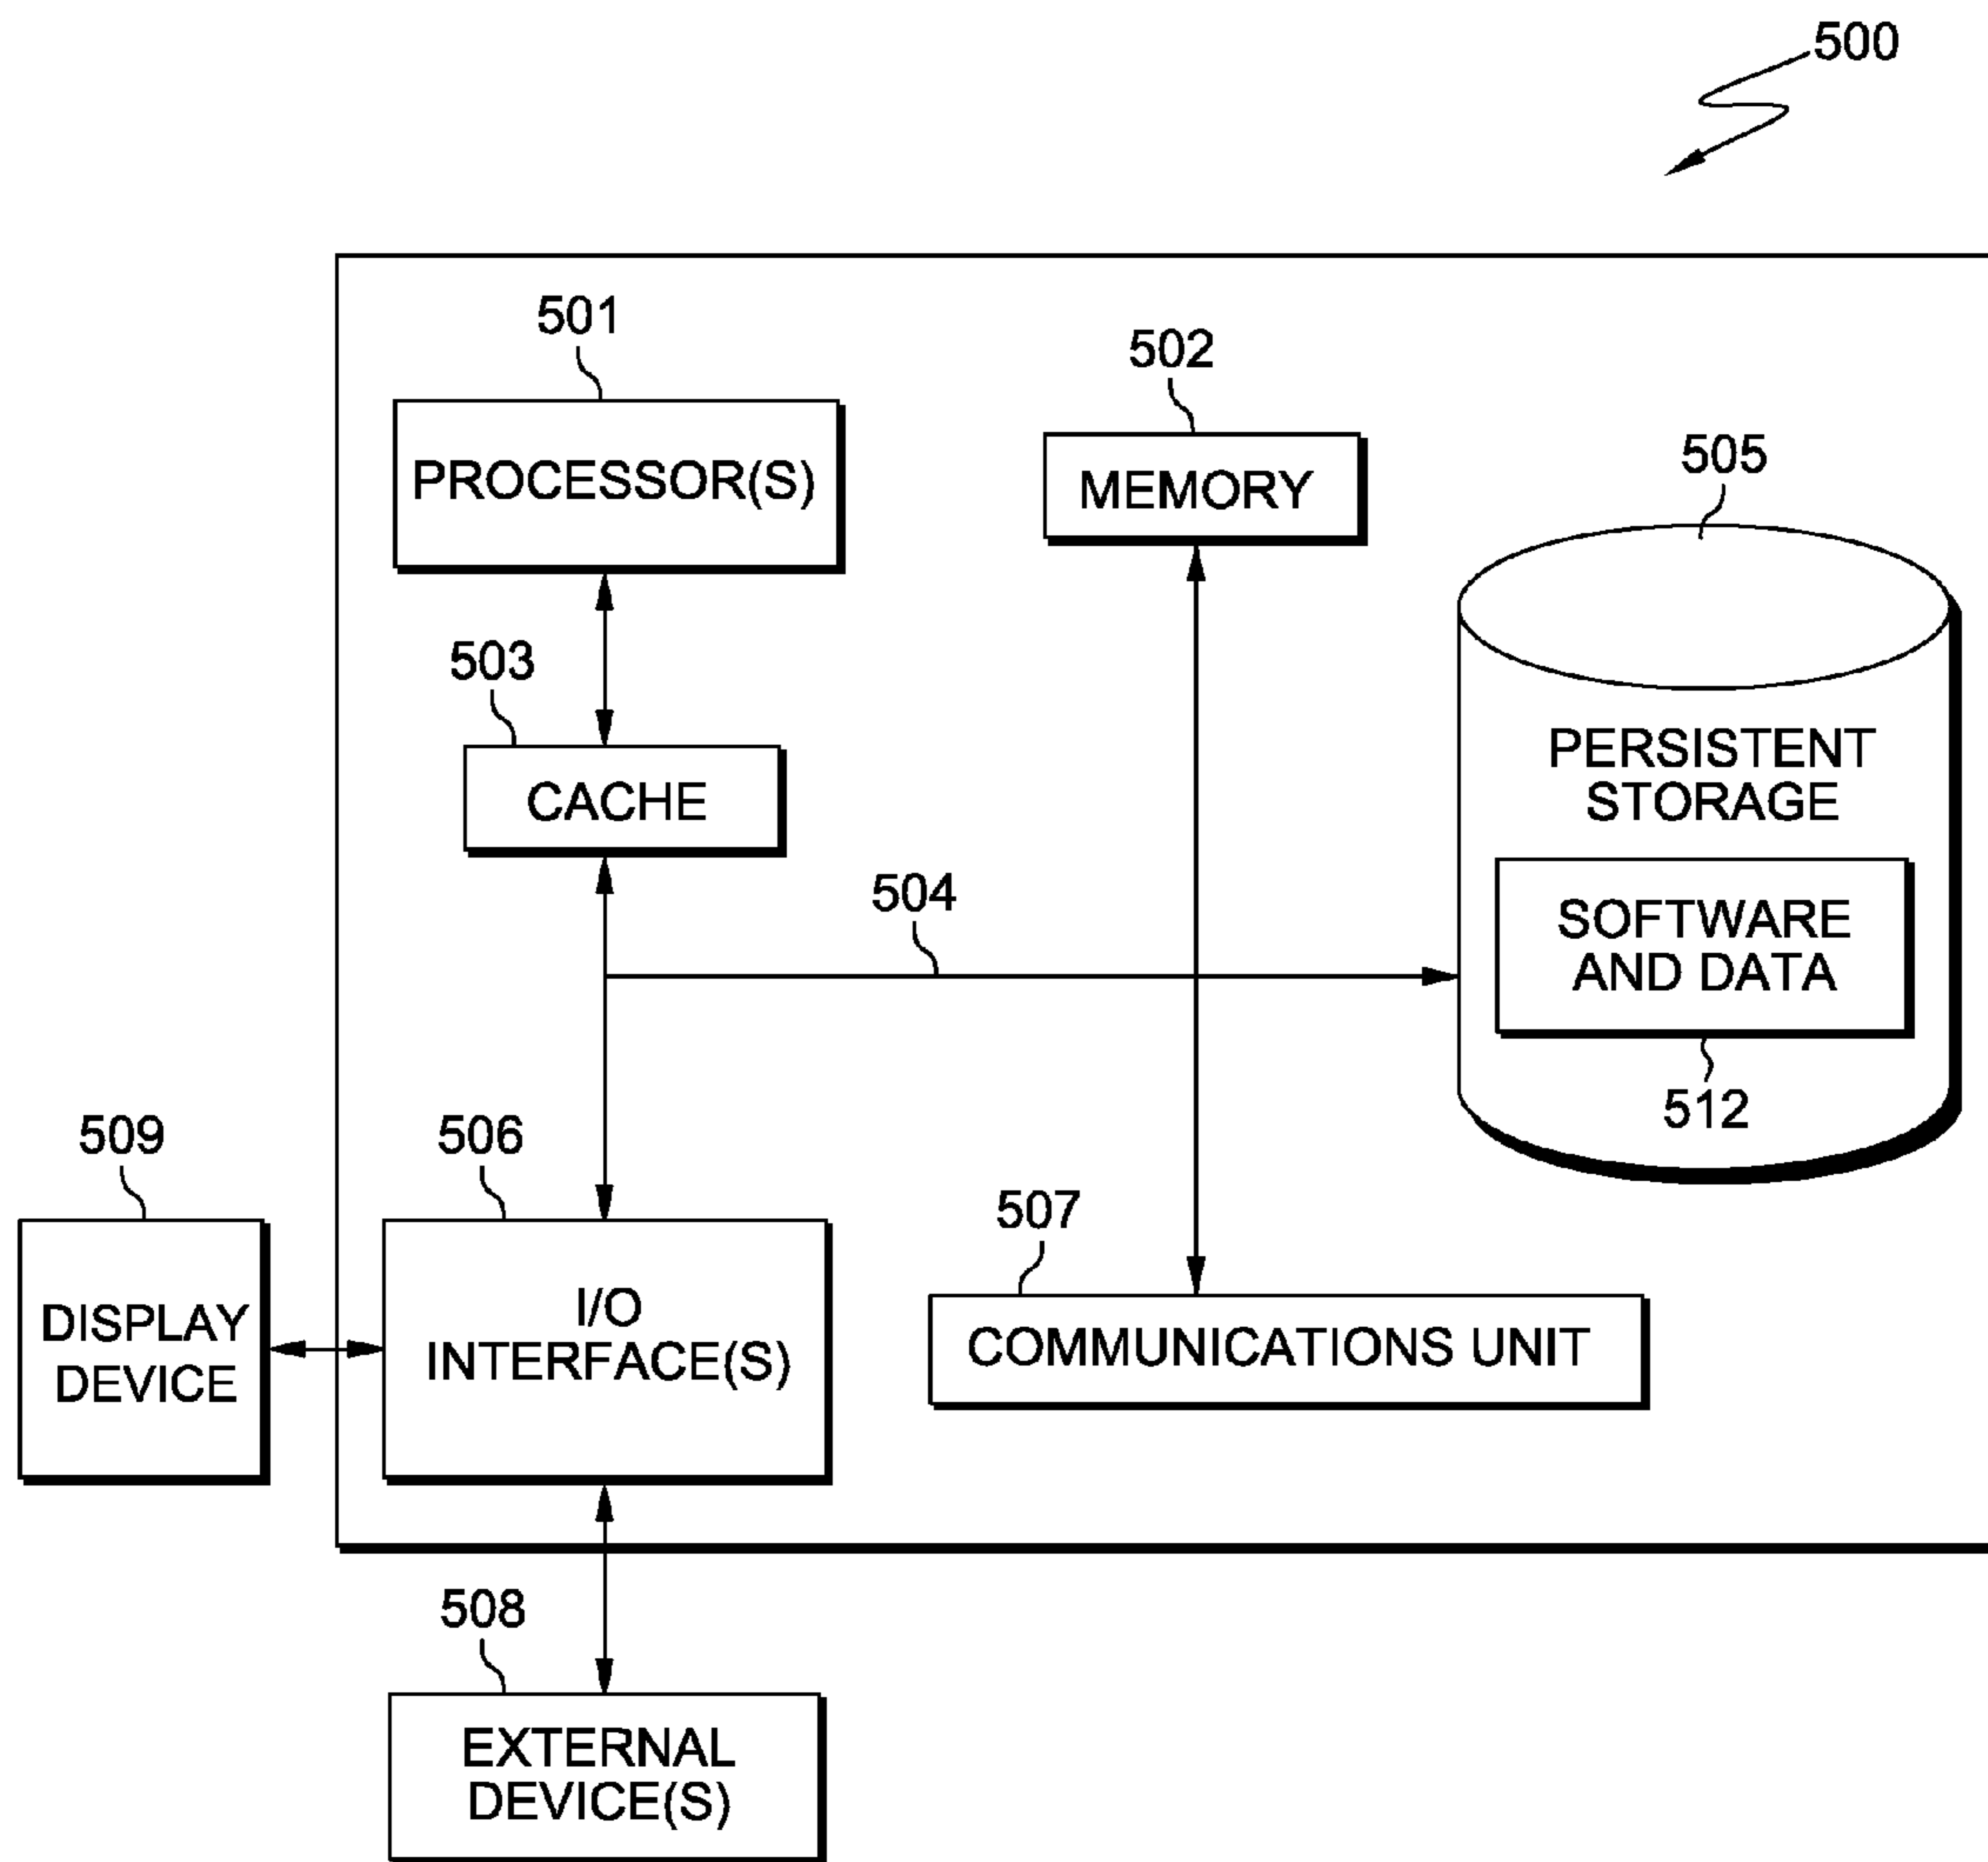 500
501
PROCESSOR(S)
502
MEMORY
505
503
CACHE
PERSISTENT
STORAGE
504
SOFTWARE
AND DATA
512
509
DISPLAY
DEVICE
506
I/O
INTERFACE(S)
507
COMMUNICATIONS UNIT
508
EXTERNAL
DEVICE(S)